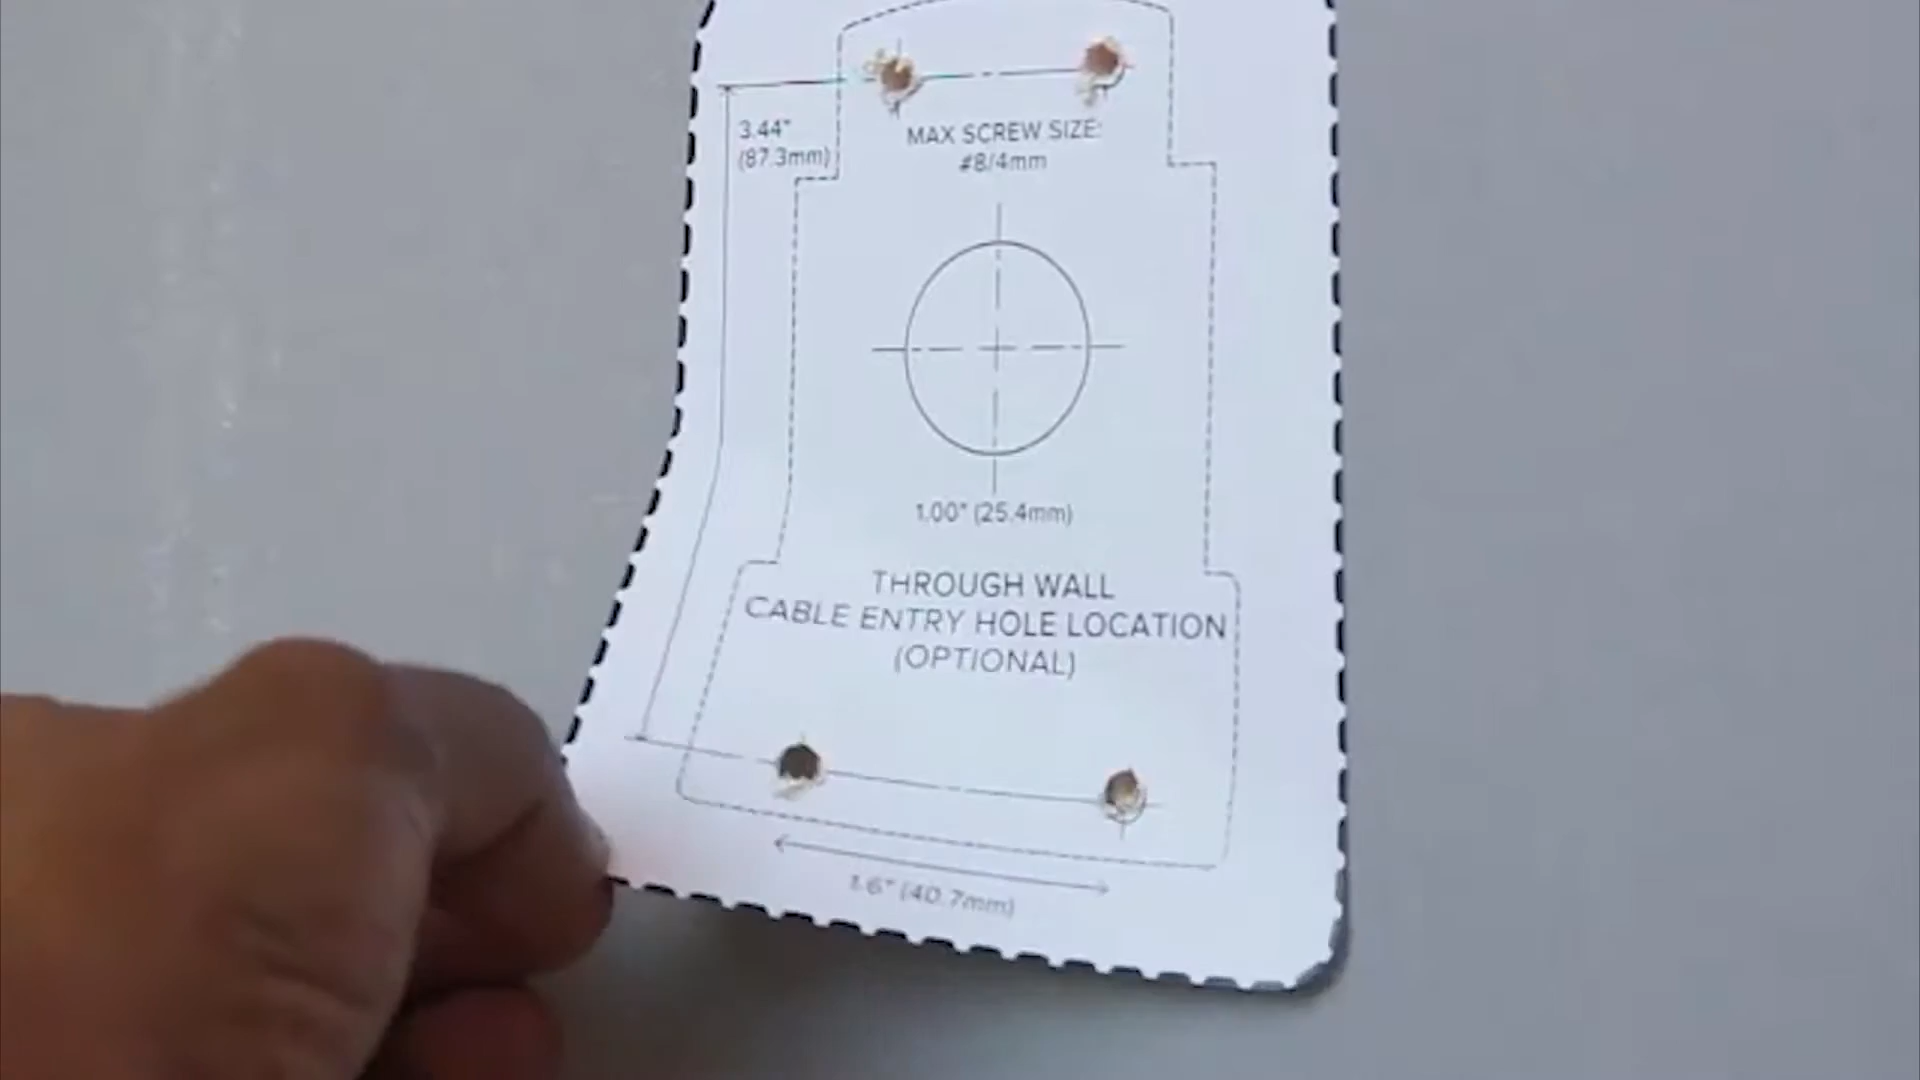 3.44"
(87.3mm)
MAX SCREW SIZE:
#8/4mm
1.00" (25.4mm)
THROUGH WALL
CABLE ENTRY HOLE LOCATION
(OPTIONAL)
1.6" (40.7mm)